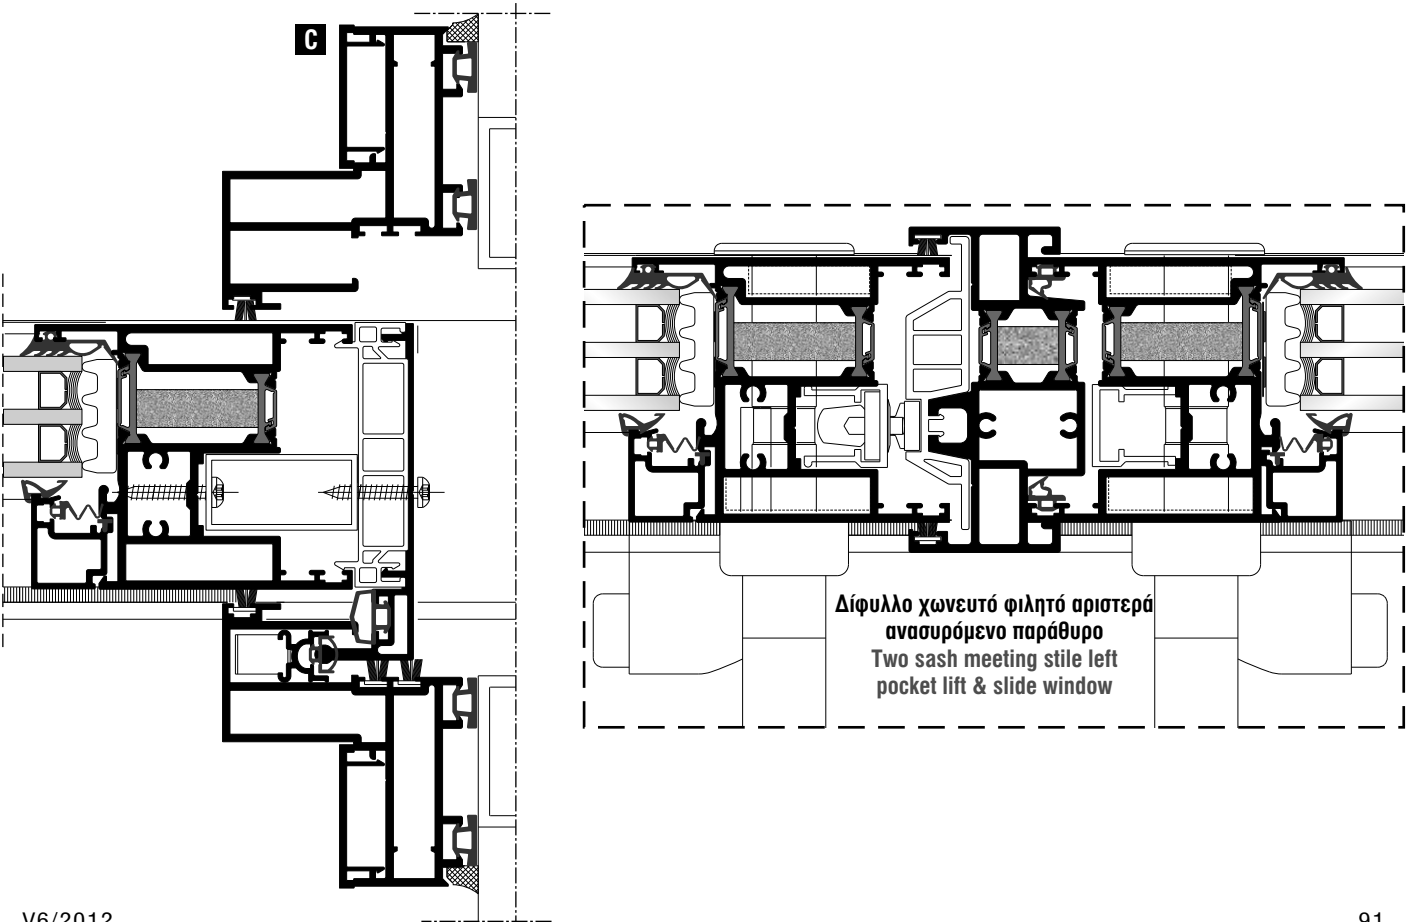 C
Δίφυλλο χωνευτό φιλητό αριστερά
ανασυρόμενο παράθυρο
Two sash meeting stile left
pocket lift & slide window
V6/2012
91